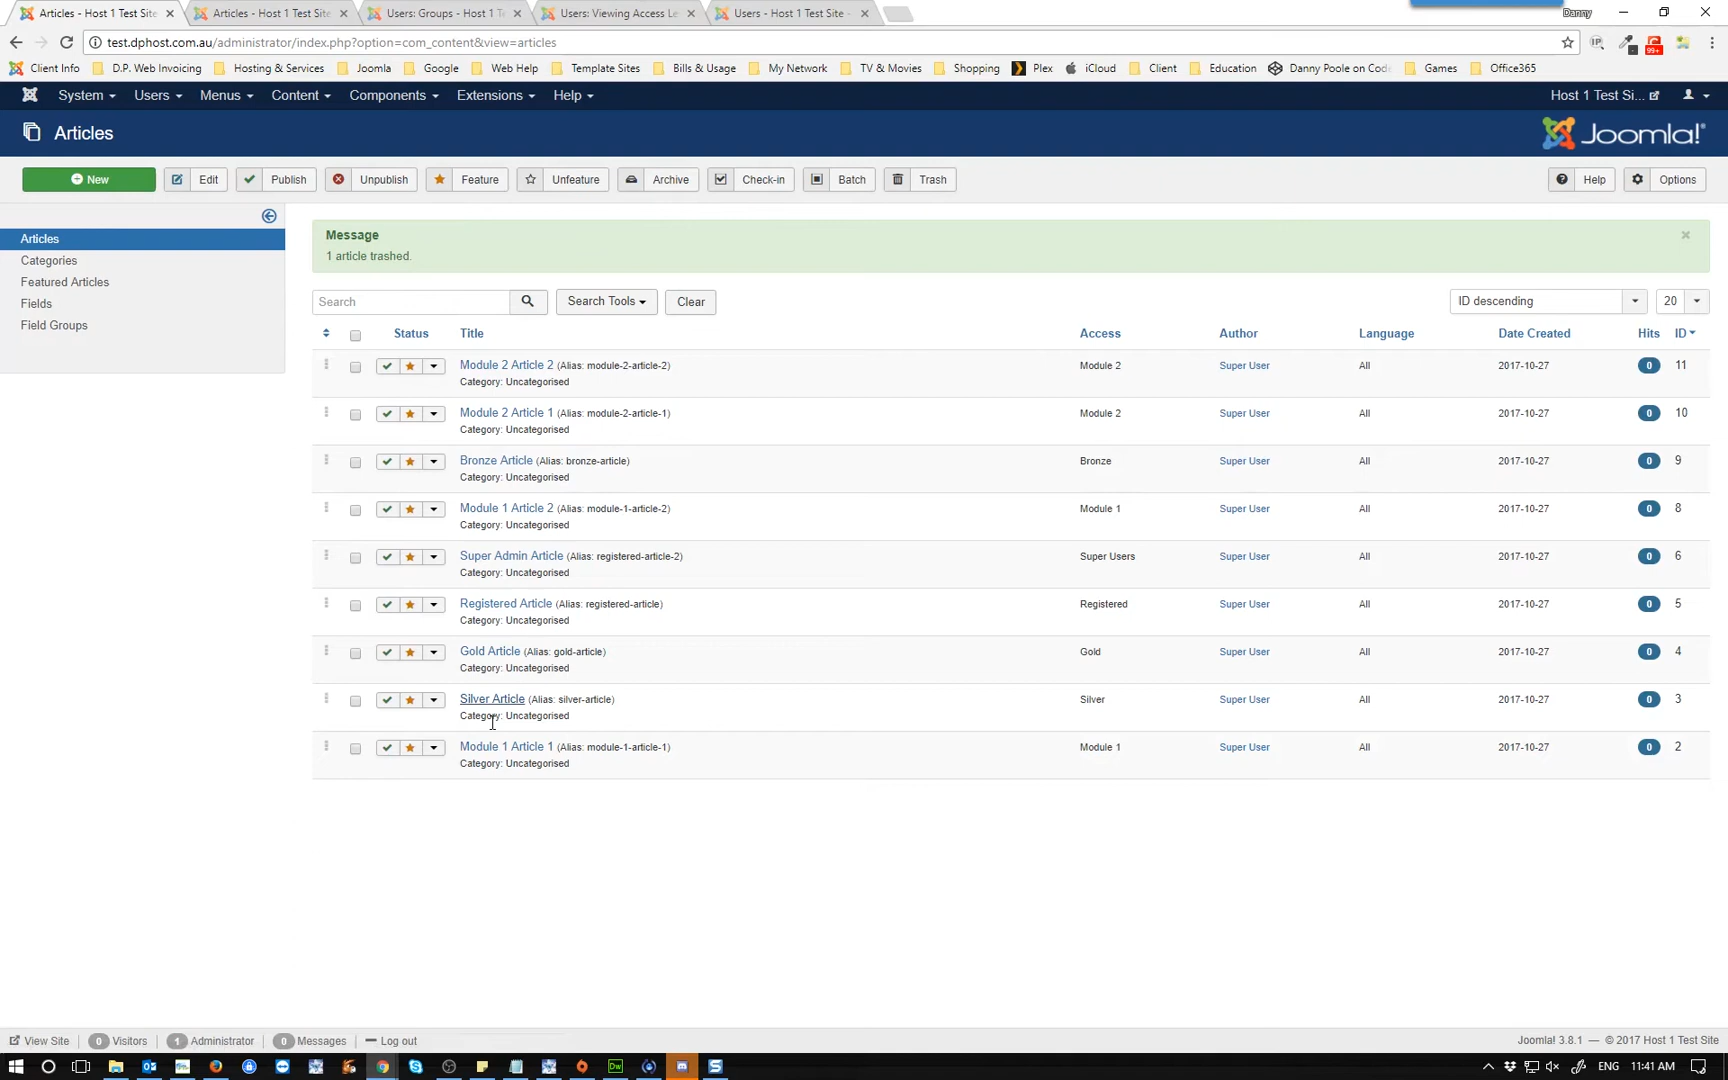 Articles - Host 1 Test Site
Articles - Host 1 Test Site
Users: Groups - Host 1 Te
Users: Viewing Access Le
Users - Host 1 Test Site -
Danny
test.dphost.com.au/administrator/index.php?option=com_content&view=articles
IP
99+
Client Info
D.P. Web Invoicing
Hosting & Services
Joomla
Google
Web Help
Template Sites
Bills & Usage
My Network
TV & Movies
Shopping
Plex
iCloud
Client
Education
Danny Poole on Code
Games
Office365
System Users Menus Content Components Extensions Help
Host 1 Test Si...
Articles
Joomla!®
New Edit Publish Unpublish Feature Unfeature Archive Check-in Batch Trash Help Options
Articles
Categories
Featured Articles
Fields
Field Groups
Message
1 article trashed.
×
Search Search Tools Clear ID descending 20
Status Title Access Author Language Date Created Hits ID
Module 2 Article 2 (Alias: module-2-article-2) Module 2 Super User All 2017-10-27 0 11
Category: Uncategorised
Module 2 Article 1 (Alias: module-2-article-1) Module 2 Super User All 2017-10-27 0 10
Category: Uncategorised
Bronze Article (Alias: bronze-article) Bronze Super User All 2017-10-27 0 9
Category: Uncategorised
Module 1 Article 2 (Alias: module-1-article-2) Module 1 Super User All 2017-10-27 0 8
Category: Uncategorised
Super Admin Article (Alias: registered-article-2) Super Users Super User All 2017-10-27 0 6
Category: Uncategorised
Registered Article (Alias: registered-article) Registered Super User All 2017-10-27 0 5
Category: Uncategorised
Gold Article (Alias: gold-article) Gold Super User All 2017-10-27 0 4
Category: Uncategorised
Silver Article (Alias: silver-article) Silver Super User All 2017-10-27 0 3
Category: Uncategorised
Module 1 Article 1 (Alias: module-1-article-1) Module 1 Super User All 2017-10-27 0 2
Category: Uncategorised
View Site 0 Visitors 1 Administrator 0 Messages Log out
Joomla! 3.8.1 — © 2017 Host 1 Test Site
Dw
S
ENG 11:41 AM